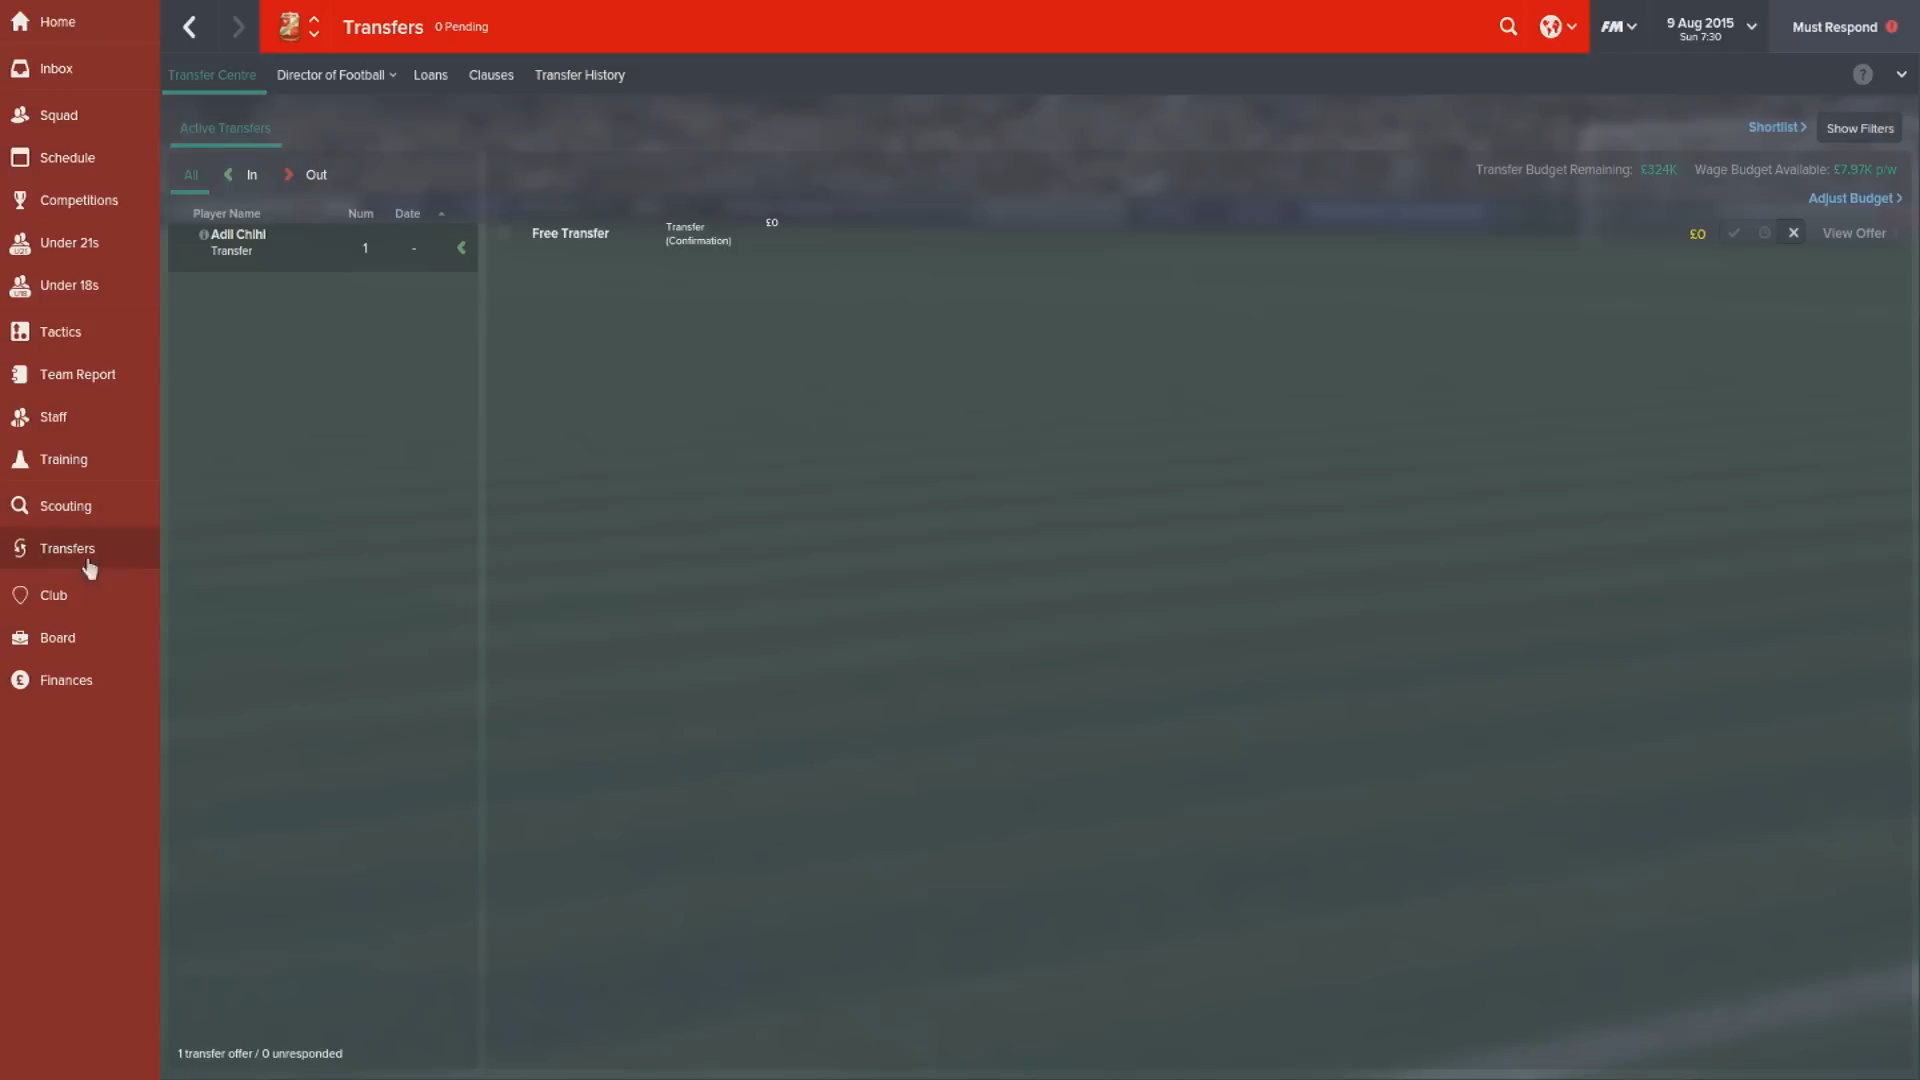 Home
Inbox
Squad
Schedule
Competitions
Under 21s
Under 18s
Tactics
Team Report
Staff
Training
Scouting
Transfers
Club
Board
Finances
Transfers 0 Pending
FM
9 Aug 2015
Sun 7:30
Must Respond
Transfer Centre Director of Football Loans Clauses Transfer History
Active Transfers
Shortlist Show Filters
All In Out
Transfer Budget Remaining: £324K Wage Budget Available: £7.97K p/w
Adjust Budget
Player Name Num Date
Adil Chihi
Transfer
1 -
Free Transfer
Transfer
(Confirmation)
£0
£0
View Offer
1 transfer offer / 0 unresponded